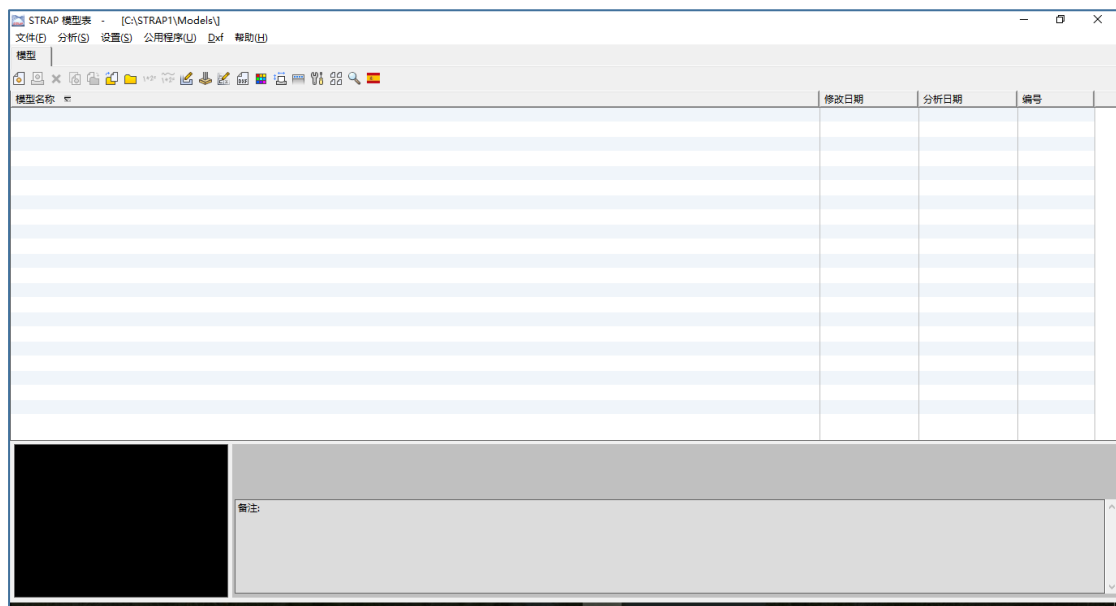 STRAP 模型表 - [C:\STRAP1\Models\]
文件(F) 分析(S) 设置(S) 公用程序(U) Dxf 帮助(H)
模型
模型名称 修改日期 分析日期 编号
备注: